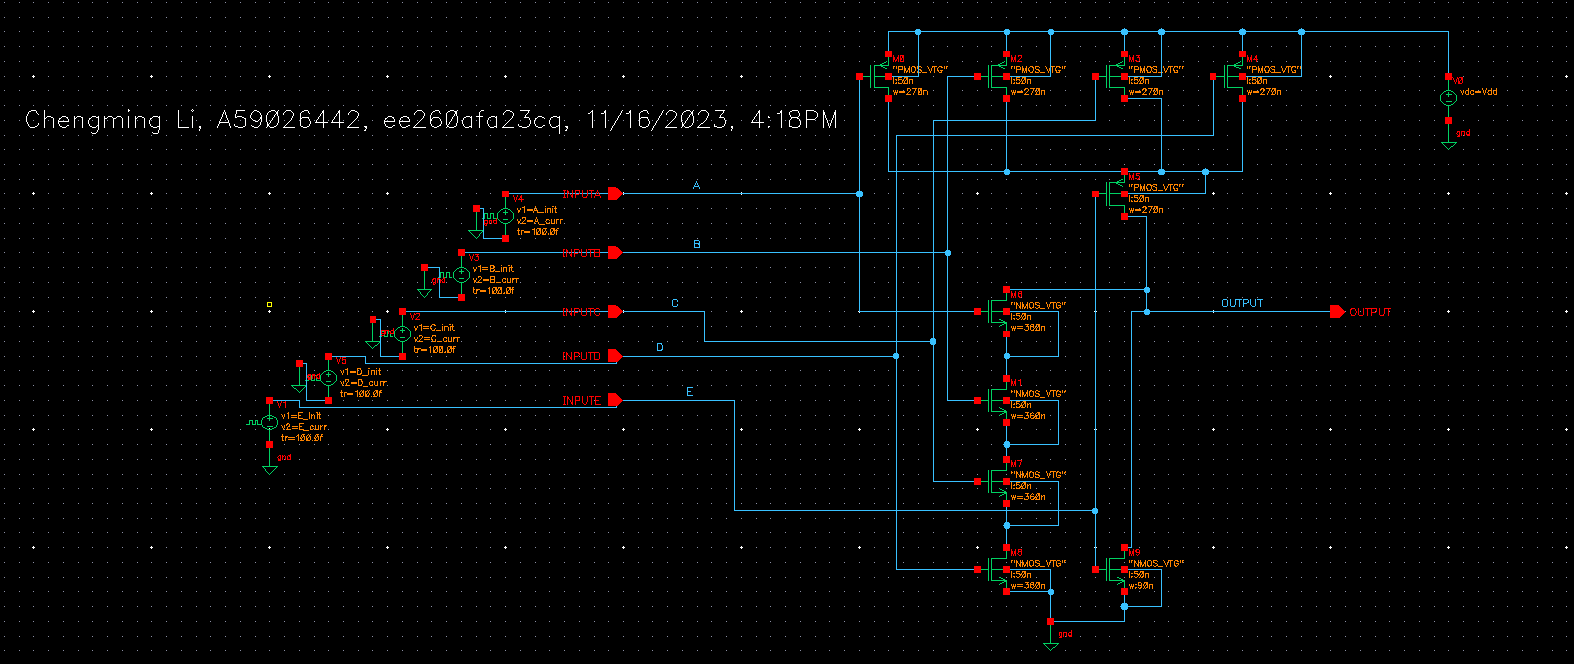 M0
"PMOS_VTG"
l:50n
w=270n
M2
"PMOS_VTG"
l:50n
w=270n
M3
"PMOS_VTG"
l:50n
w=270n
M4
"PMOS_VTG"
l:50n
w=270n
V0
vdc=Vdd
gnd
Chengming Li, A59026442, ee260afa23cq, 11/16/2023, 4:18PM
M5
"PMOS_VTG"
l:50n
w=270n
INPUTA
A
V4
v1=A_init
v2=A_curr.
tr=100.0f
gnd
INPUTB
B
V3
v1=B_init
v2=B_curr.
tr=100.0f
gnd
INPUTC
C
V2
v1=C_init
v2=C_curr.
tr=100.0f
gnd
INPUTD
D
v1=D_init
v2=D_curr.
tr=100.0f
gnd
INPUTE
E
V1
v1=E_init
v2=E_curr.
tr=100.0f
gnd
M6
"NMOS_VTG"
l:50n
w=360n
OUTPUT
OUTPUT
M1
"NMOS_VTG"
l:50n
w=360n
M7
"NMOS_VTG"
l:50n
w=360n
M8
"NMOS_VTG"
l:50n
w=360n
M9
"NMOS_VTG"
l:50n
w:90n
gnd